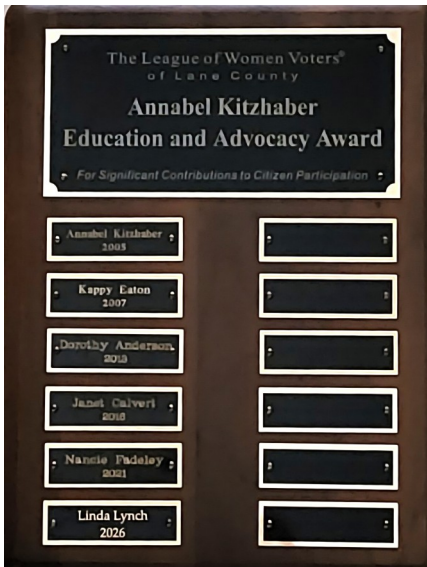 The League of Women Voters®
of Lane County
Annabel Kitzhaber
Education and Advocacy Award
For Significant Contributions to Citizen Participation
Annabel Kitzhaber
2005
Kappy Eaton
2007
Dorothy Anderson
2013
Janet Calvert
2018
Nancie Fadeley
2021
Linda Lynch
2026